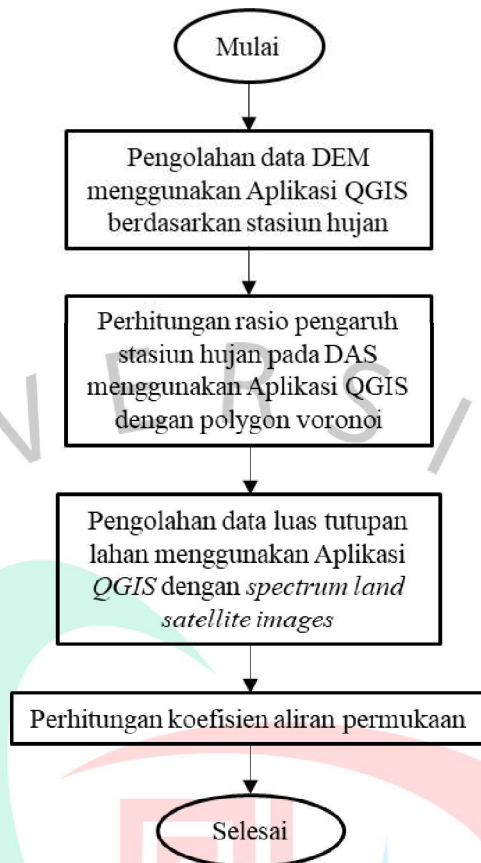 Mulai
Pengolahan data DEM
menggunakan Aplikasi QGIS
berdasarkan stasiun hujan
Perhitungan rasio pengaruh
stasiun hujan pada DAS
menggunakan Aplikasi QGIS
dengan polygon voronoi
V E R S I
Pengolahan data luas tutupan
lahan menggunakan Aplikasi
QGIS dengan spectrum land
satellite images
Perhitungan koefisien aliran permukaan
Selesai